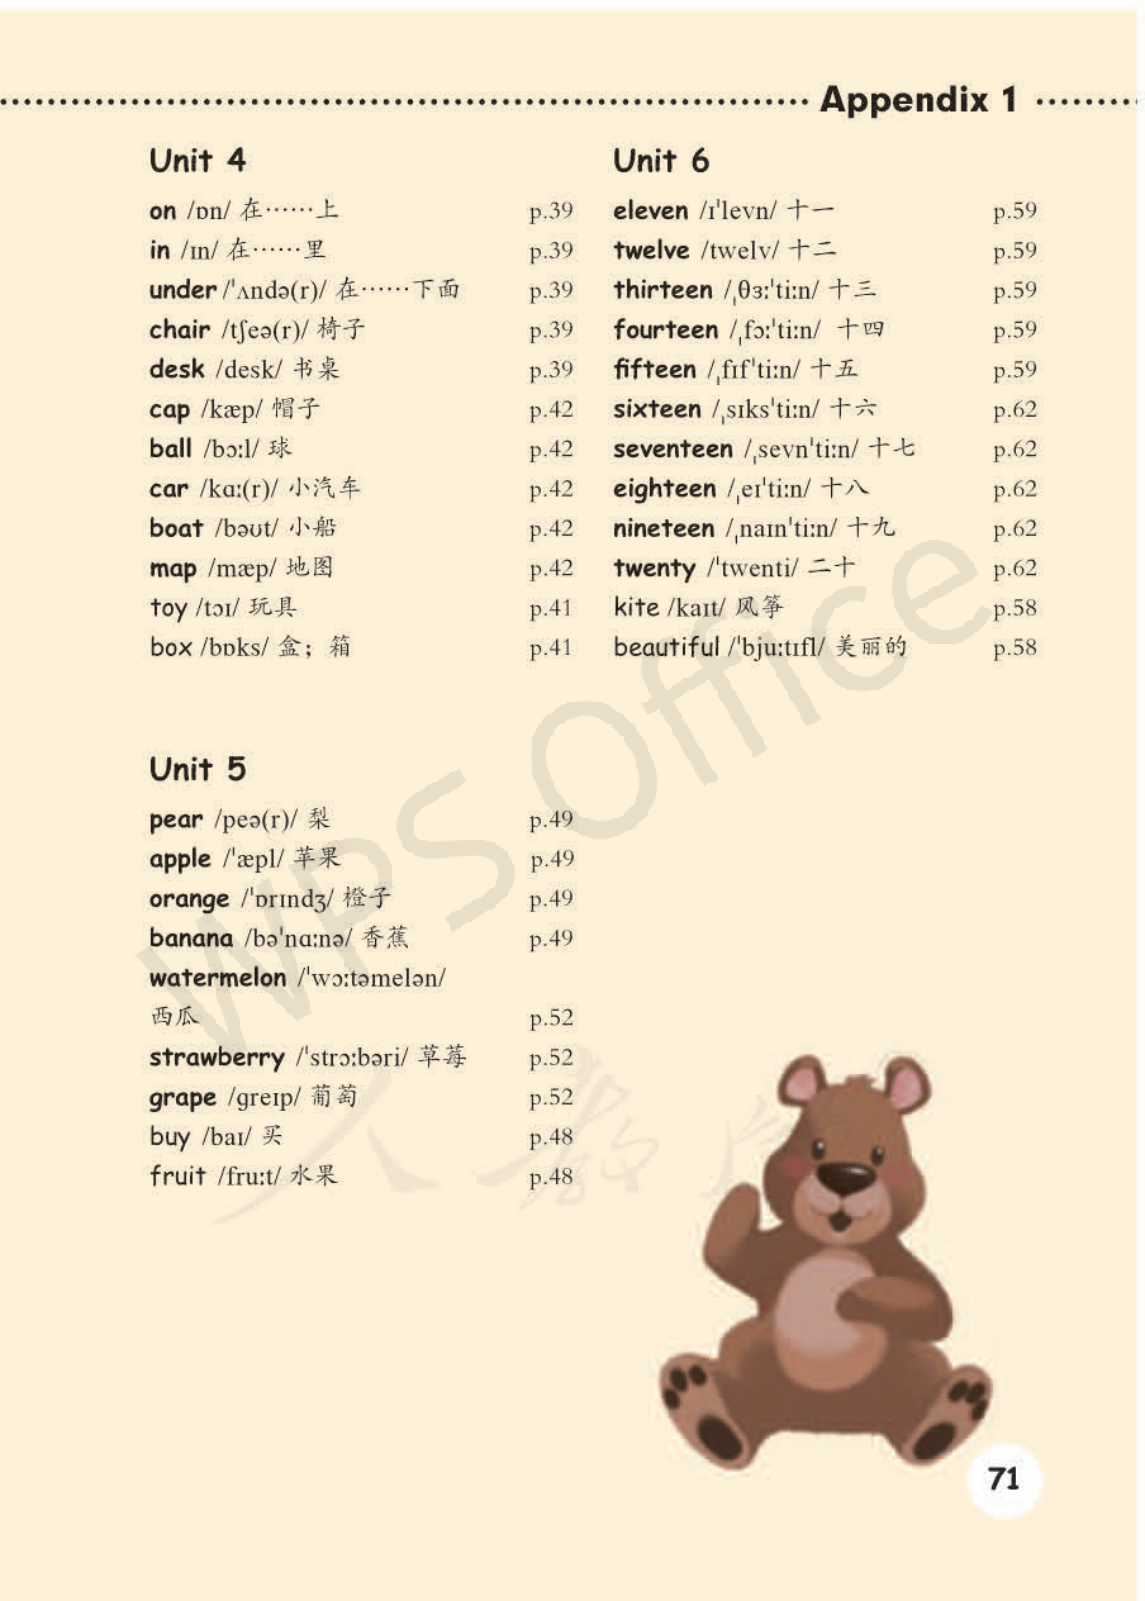 Appendix 1
Unit 4
on /ɒn/ 在……上 p.39
in /ɪn/ 在……里 p.39
under /ˈʌndə(r)/ 在……下面 p.39
chair /tʃeə(r)/ 椅子 p.39
desk /desk/ 书桌 p.39
cap /kæp/ 帽子 p.42
ball /bɔːl/ 球 p.42
car /kɑː(r)/ 小汽车 p.42
boat /bəʊt/ 小船 p.42
map /mæp/ 地图 p.42
toy /tɔɪ/ 玩具 p.41
box /bɒks/ 盒；箱 p.41
Unit 5
pear /peə(r)/ 梨 p.49
apple /ˈæpl/ 苹果 p.49
orange /ˈɒrɪndʒ/ 橙子 p.49
banana /bəˈnɑːnə/ 香蕉 p.49
watermelon /ˈwɔːtəmelən/
西瓜 p.52
strawberry /ˈstrɔːbəri/ 草莓 p.52
grape /ɡreɪp/ 葡萄 p.52
buy /baɪ/ 买 p.48
fruit /fruːt/ 水果 p.48
Unit 6
eleven /ɪˈlevn/ 十一 p.59
twelve /twelv/ 十二 p.59
thirteen /ˌθɜːˈtiːn/ 十三 p.59
fourteen /ˌfɔːˈtiːn/ 十四 p.59
fifteen /ˌfɪfˈtiːn/ 十五 p.59
sixteen /ˌsɪksˈtiːn/ 十六 p.62
seventeen /ˌsevnˈtiːn/ 十七 p.62
eighteen /ˌeɪˈtiːn/ 十八 p.62
nineteen /ˌnaɪnˈtiːn/ 十九 p.62
twenty /ˈtwenti/ 二十 p.62
kite /kaɪt/ 风筝 p.58
beautiful /ˈbjuːtɪfl/ 美丽的 p.58
WPS Office
人教
71